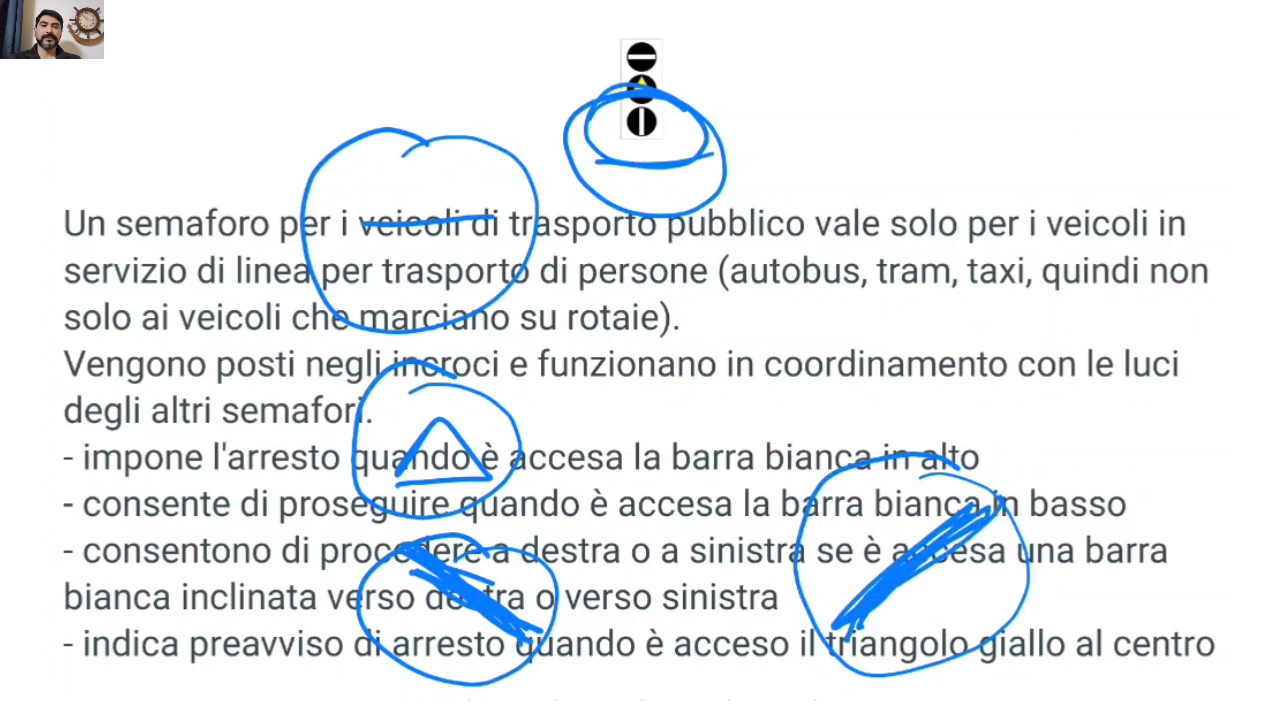 Un semaforo per i veicoli di trasporto pubblico vale solo per i veicoli in
servizio di linea per trasporto di persone (autobus, tram, taxi, quindi non
solo ai veicoli che marciano su rotaie).
Vengono posti negli incroci e funzionano in coordinamento con le luci
degli altri semafori.
- impone l'arresto quando è accesa la barra bianca in alto
- consente di proseguire quando è accesa la barra bianca in basso
- consentono di procedere a destra o a sinistra se è accesa una barra
bianca inclinata verso destra o verso sinistra
- indica preavviso di arresto quando è acceso il triangolo giallo al centro